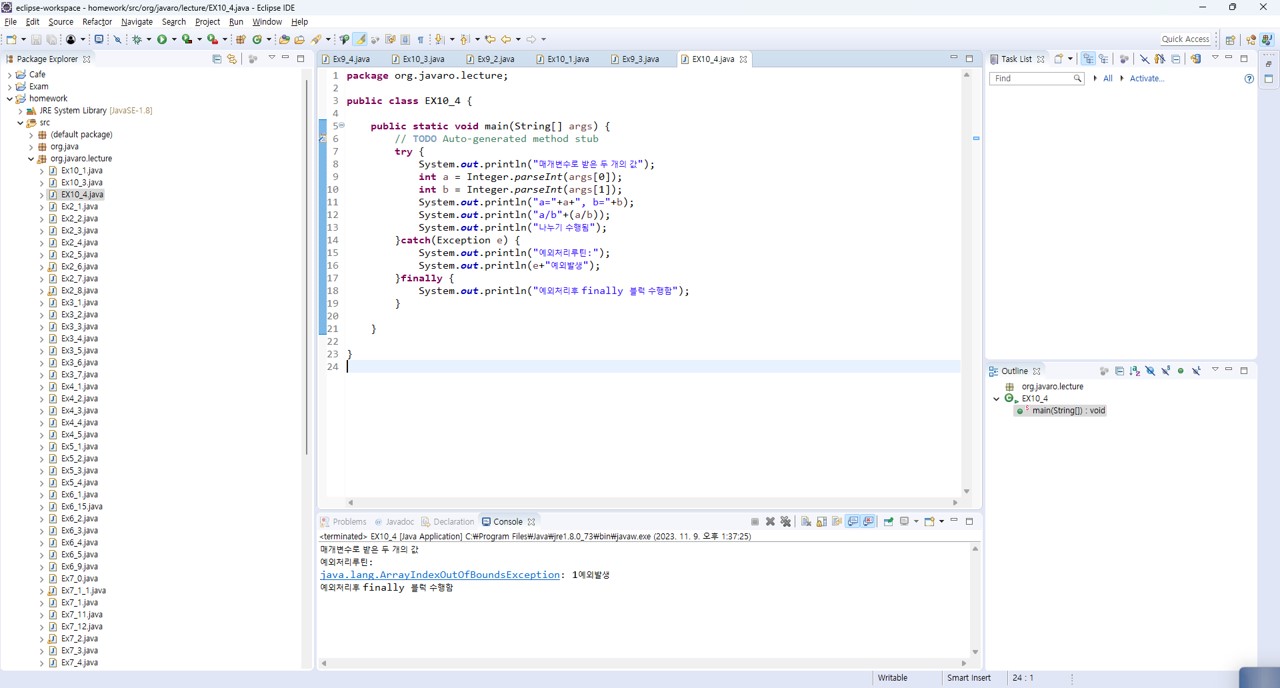 eclipse-workspace - homework/src/org/javaro/lecture/EX10_4.java - Eclipse IDE
File Edit Source Refactor Navigate Search Project Run Window Help
Quick Access
Package Explorer
Cafe
Exam
homework
JRE System Library [JavaSE-1.8]
src
(default package)
org.java
org.javaro.lecture
Ex10_1.java
Ex10_3.java
EX10_4.java
Ex2_1.java
Ex2_2.java
Ex2_3.java
Ex2_4.java
Ex2_5.java
Ex2_6.java
Ex2_7.java
Ex2_8.java
Ex3_1.java
Ex3_2.java
Ex3_3.java
Ex3_4.java
Ex3_5.java
Ex3_6.java
Ex3_7.java
Ex4_1.java
Ex4_2.java
Ex4_3.java
Ex4_4.java
Ex4_5.java
Ex5_1.java
Ex5_2.java
Ex5_3.java
Ex5_4.java
Ex6_1.java
Ex6_15.java
Ex6_2.java
Ex6_3.java
Ex6_4.java
Ex6_5.java
Ex6_9.java
Ex7_0.java
Ex7_1_1.java
Ex7_1.java
Ex7_11.java
Ex7_12.java
Ex7_2.java
Ex7_3.java
Ex7_4.java
Ex9_4.java Ex10_3.java Ex9_2.java Ex10_1.java Ex9_3.java EX10_4.java
1 package org.javaro.lecture;
2
3 public class EX10_4 {
4
5 public static void main(String[] args) {
6 // TODO Auto-generated method stub
7 try {
8 System.out.println("매개변수로 받은 두 개의 값");
9 int a = Integer.parseInt(args[0]);
10 int b = Integer.parseInt(args[1]);
11 System.out.println("a="+a+", b="+b);
12 System.out.println("a/b"+(a/b));
13 System.out.println("나누기 수행됨");
14 }catch(Exception e) {
15 System.out.println("예외처리루틴:");
16 System.out.println(e+"예외발생");
17 }finally {
18 System.out.println("예외처리후 finally 블럭 수행함");
19 }
20
21 }
22
23 }
24
Problems Javadoc Declaration Console
<terminated> EX10_4 [Java Application] C:₩Program Files₩Java₩jre1.8.0_73₩bin₩javaw.exe (2023. 11. 9. 오후 1:37:25)
매개변수로 받은 두 개의 값
예외처리루틴:
java.lang.ArrayIndexOutOfBoundsException: 1예외발생
예외처리후 finally 블럭 수행함
Task List
Find All Activate...
Outline
org.javaro.lecture
EX10_4
main(String[]) : void
Writable Smart Insert 24 : 1